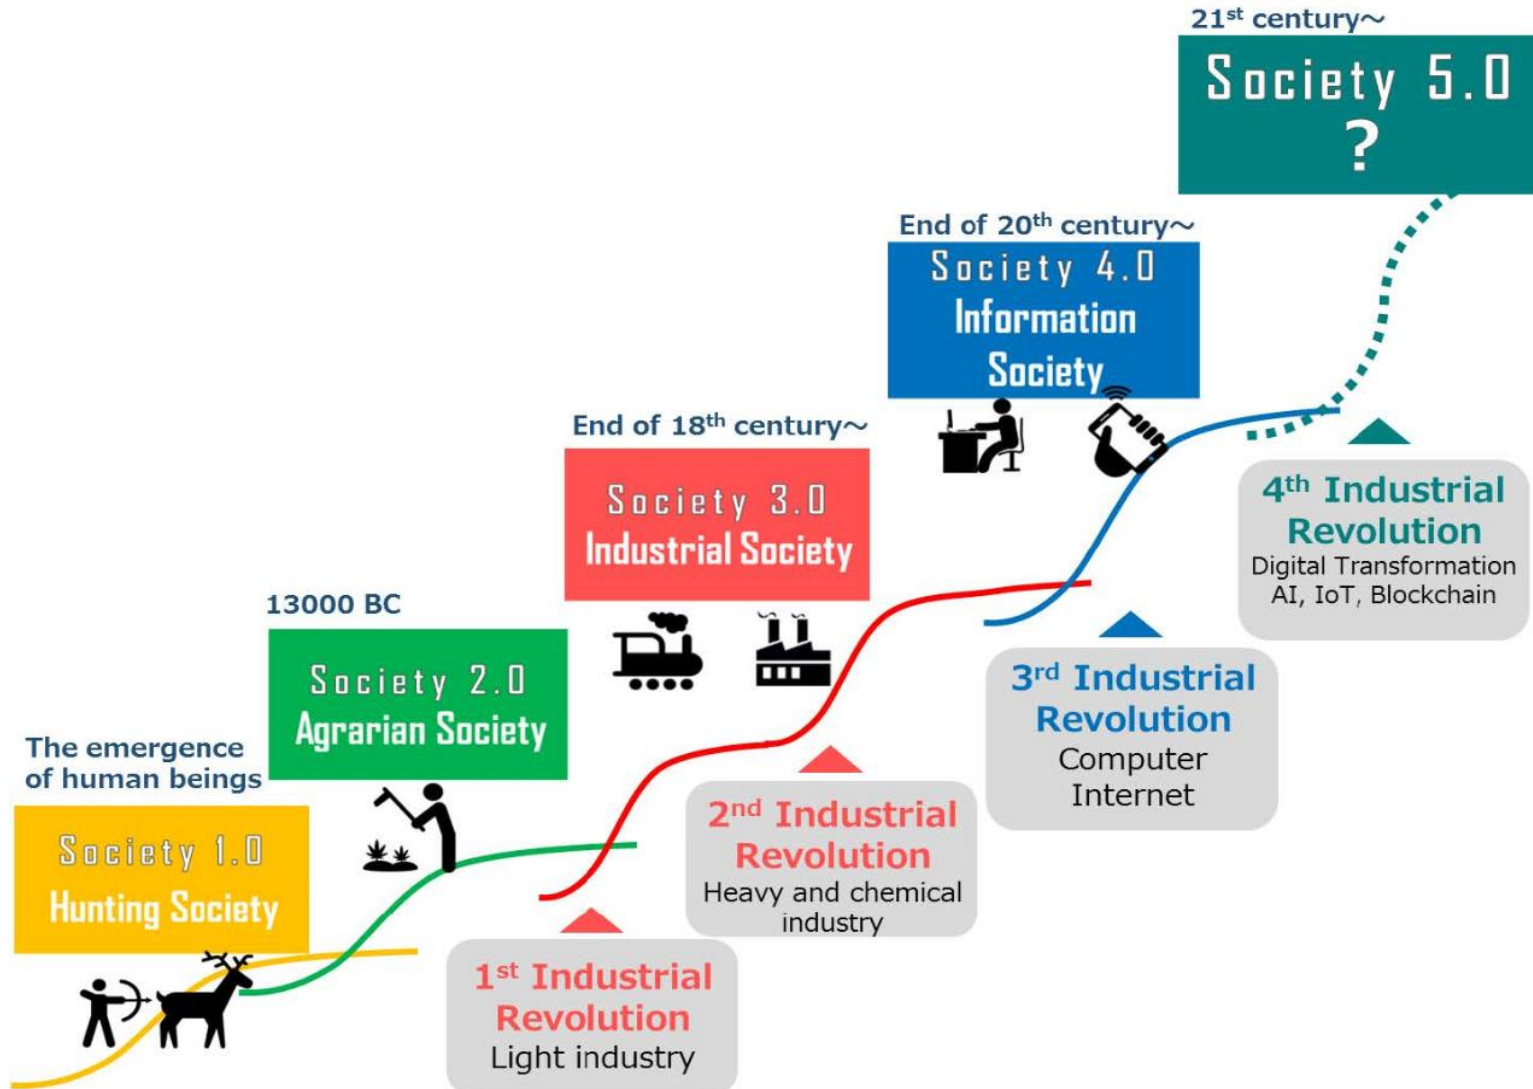 21st century～
Society 5.0
?
End of 20th century～
Society 4.0
Information
Society
End of 18th century～
Society 3.0
Industrial Society
13000 BC
Society 2.0
Agrarian Society
The emergence
of human beings
Society 1.0
Hunting Society
1st Industrial
Revolution
Light industry
2nd Industrial
Revolution
Heavy and chemical
industry
3rd Industrial
Revolution
Computer
Internet
4th Industrial
Revolution
Digital Transformation
AI, IoT, Blockchain